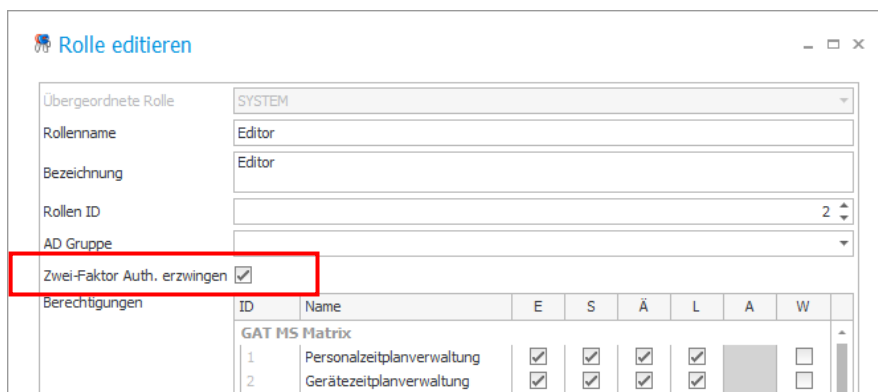 Rolle editieren
Übergeordnete Rolle SYSTEM
Rollenname Editor
Bezeichnung Editor
Rollen ID 2
AD Gruppe
Zwei-Faktor Auth. erzwingen
Berechtigungen ID Name E S Ä L A W
GAT MS Matrix
1 Personalzeitplanverwaltung
2 Gerätezeitplanverwaltung